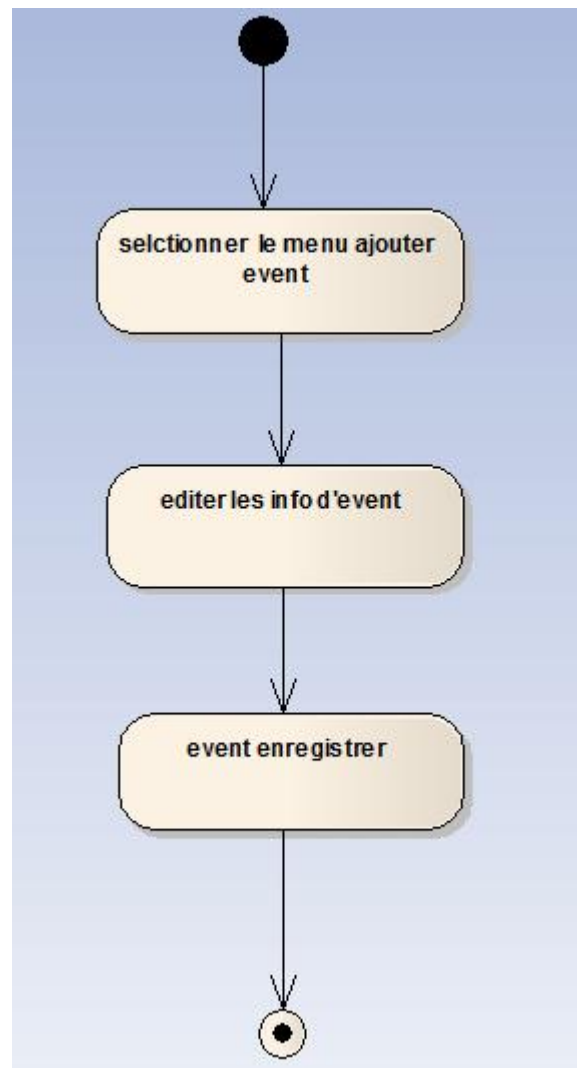 selctionner le menu ajouter
event
editer les info d'event
event enregistrer